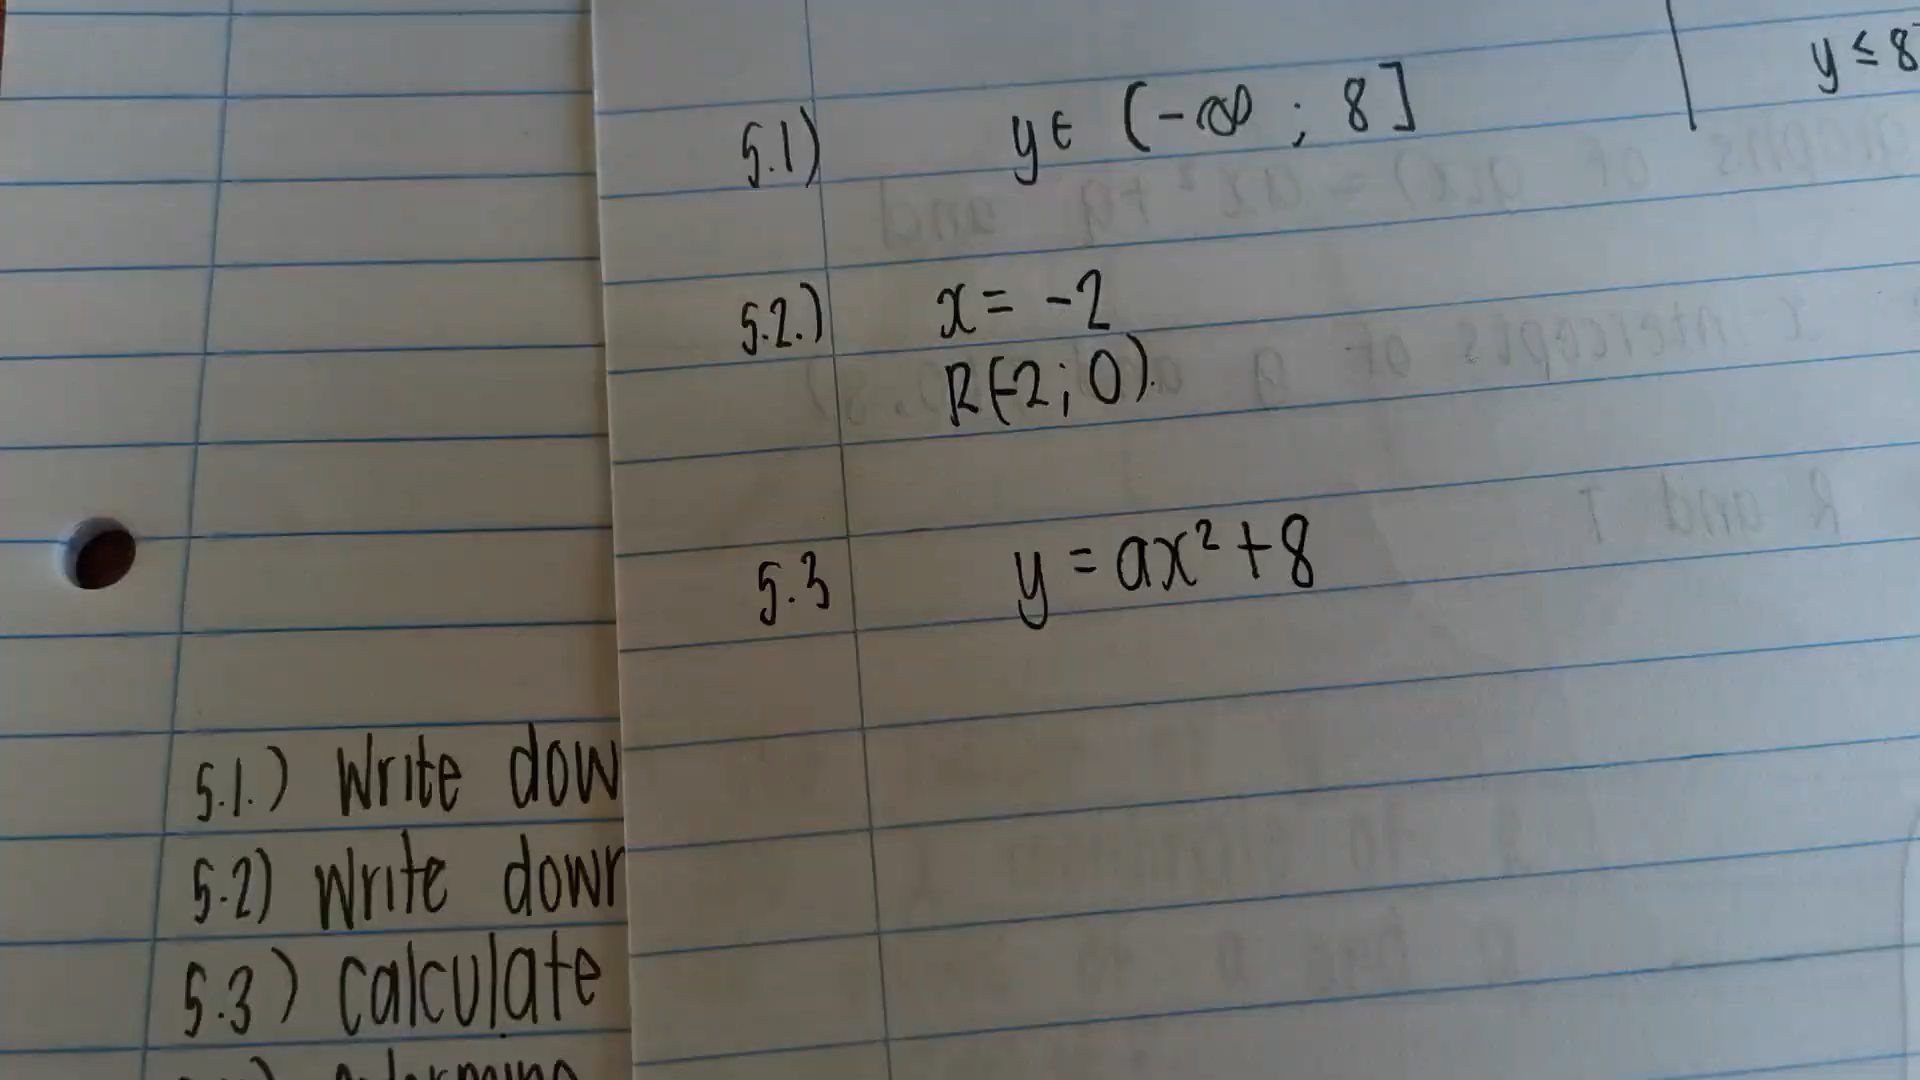 y ≤ 8
5.1) y ∈ (-∞ ; 8]
5.2.) x = -2
R(-2 ; 0).
5.3 y = ax² + 8
5.1.) Write dow
5.2) Write down
5.3) Calculate